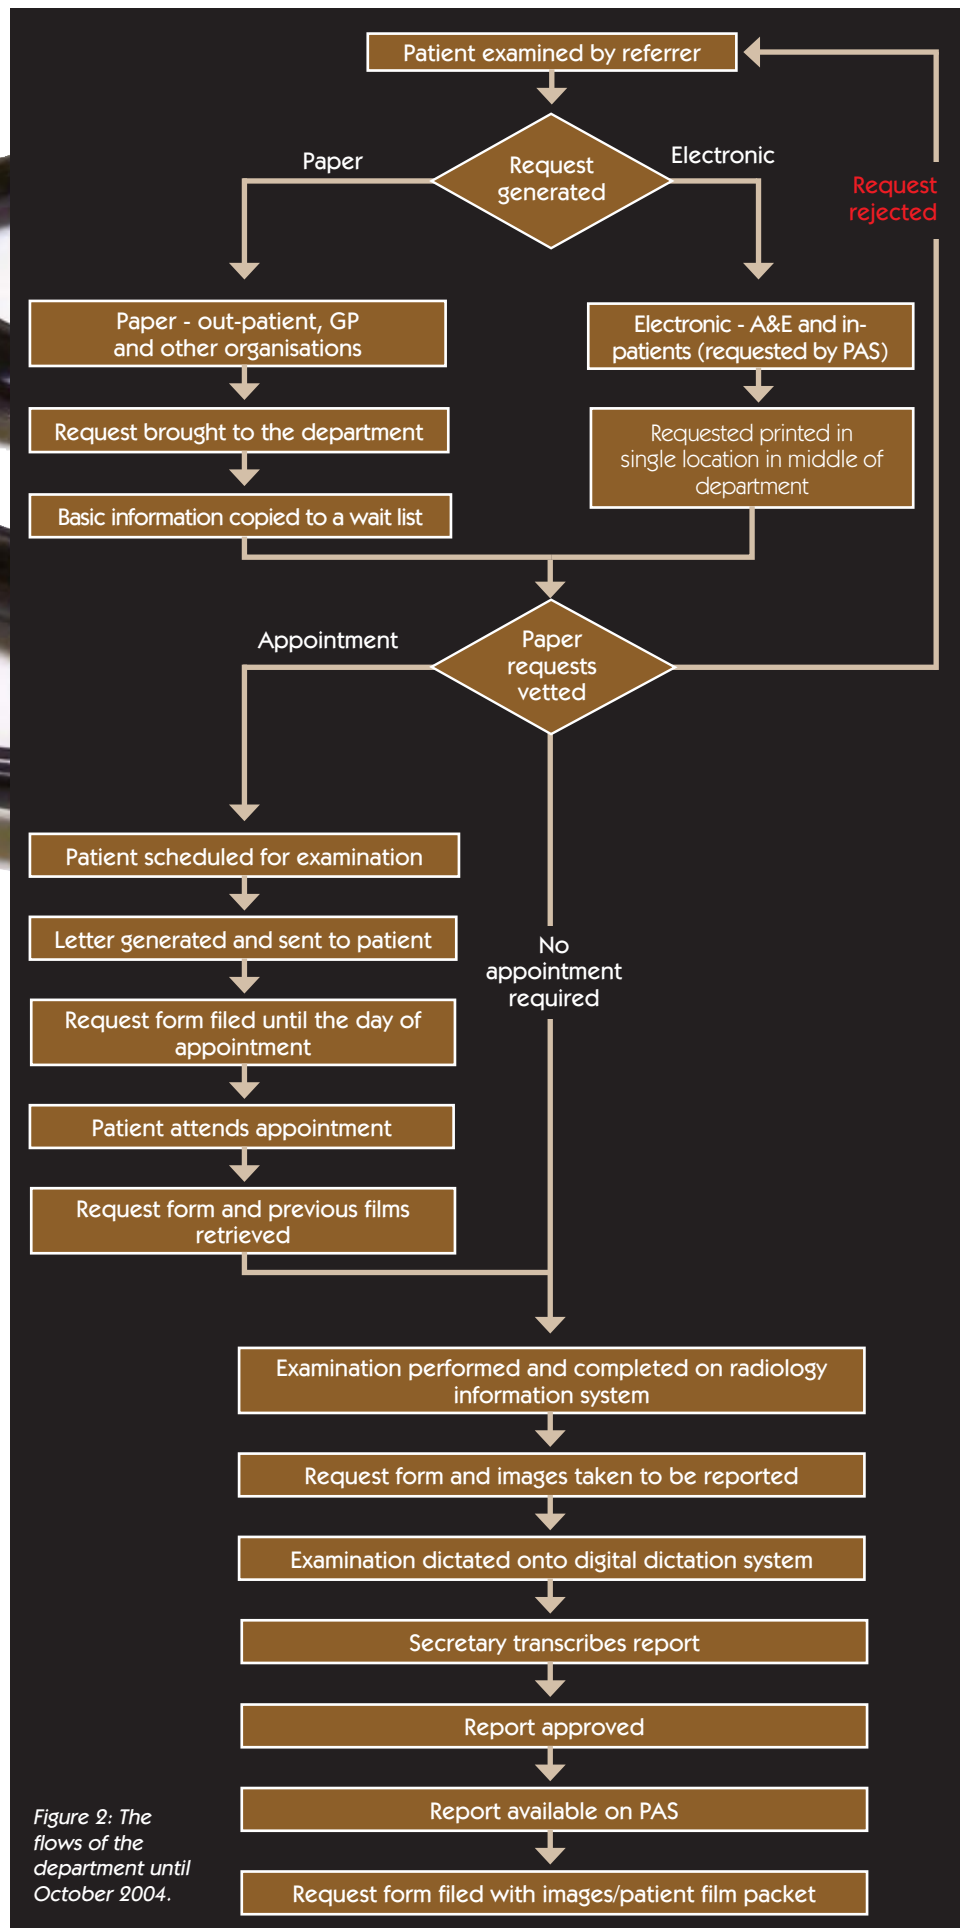 Patient examined by referrer
Request
generated
Paper
Electronic
Request
rejected
Paper - out-patient, GP
and other organisations
Electronic - A&E and in-
patients (requested by PAS)
Request brought to the department
Requested printed in
single location in middle of
department
Basic information copied to a wait list
Paper
requests
vetted
Appointment
Patient scheduled for examination
Letter generated and sent to patient
No
appointment
required
Request form filed until the day of
appointment
Patient attends appointment
Request form and previous films
retrieved
Examination performed and completed on radiology
information system
Request form and images taken to be reported
Examination dictated onto digital dictation system
Secretary transcribes report
Report approved
Report available on PAS
Request form filed with images/patient film packet
Figure 2: The
flows of the
department until
October 2004.